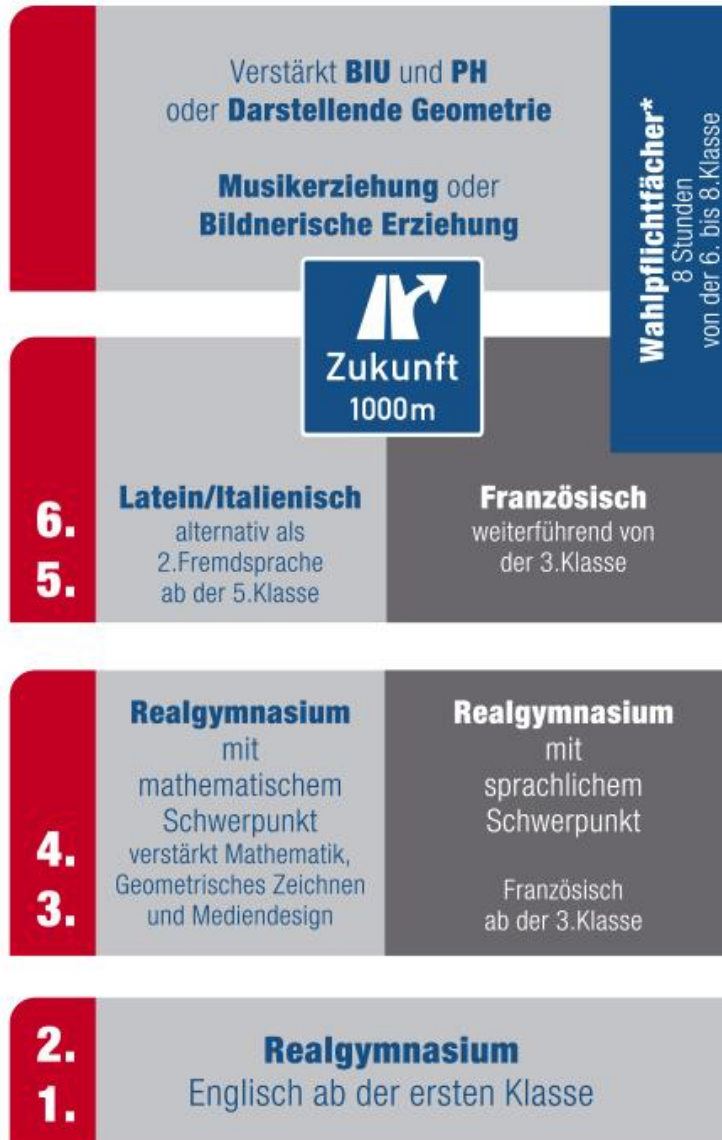 Verstärkt BIU und PH
oder Darstellende Geometrie
Musikerziehung oder
Bildnerische Erziehung
Wahlpflichtfächer*
8 Stunden
von der 6. bis 8.Klasse
Zukunft
1000m
6.
5.
Latein/Italienisch
alternativ als
2.Fremdsprache
ab der 5.Klasse
Französisch
weiterführend von
der 3.Klasse
4.
3.
Realgymnasium
mit
mathematischem
Schwerpunkt
verstärkt Mathematik,
Geometrisches Zeichnen
und Mediendesign
Realgymnasium
mit
sprachlichem
Schwerpunkt
Französisch
ab der 3.Klasse
2.
1.
Realgymnasium
Englisch ab der ersten Klasse